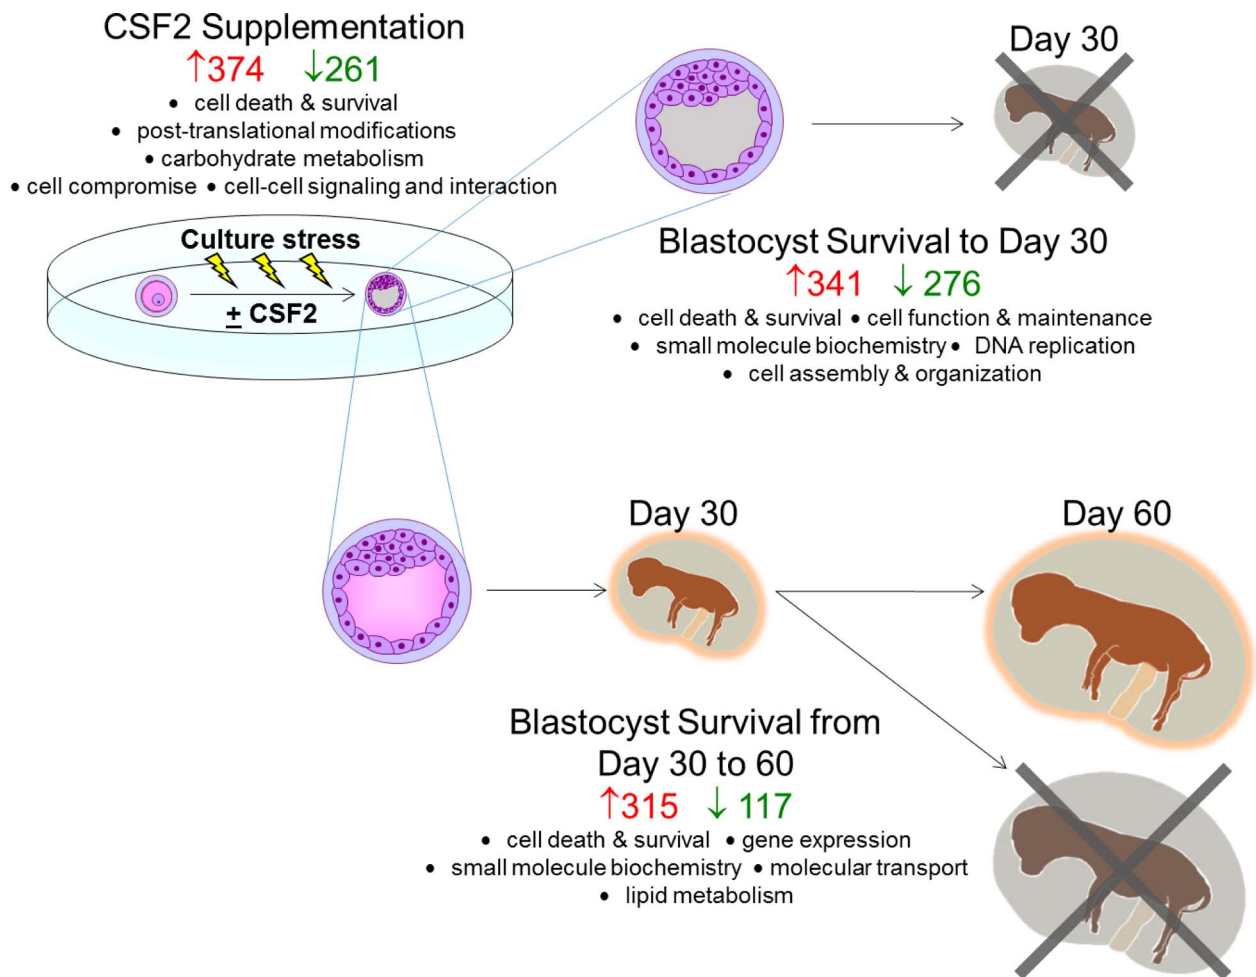 CSF2 Supplementation
↑374 ↓261
• cell death & survival
• post-translational modifications
• carbohydrate metabolism
• cell compromise • cell-cell signaling and interaction
Culture stress
± CSF2
Day 30
Blastocyst Survival to Day 30
↑341 ↓ 276
• cell death & survival • cell function & maintenance
• small molecule biochemistry • DNA replication
• cell assembly & organization
Day 30
Day 60
Blastocyst Survival from
Day 30 to 60
↑315 ↓ 117
• cell death & survival • gene expression
• small molecule biochemistry • molecular transport
• lipid metabolism